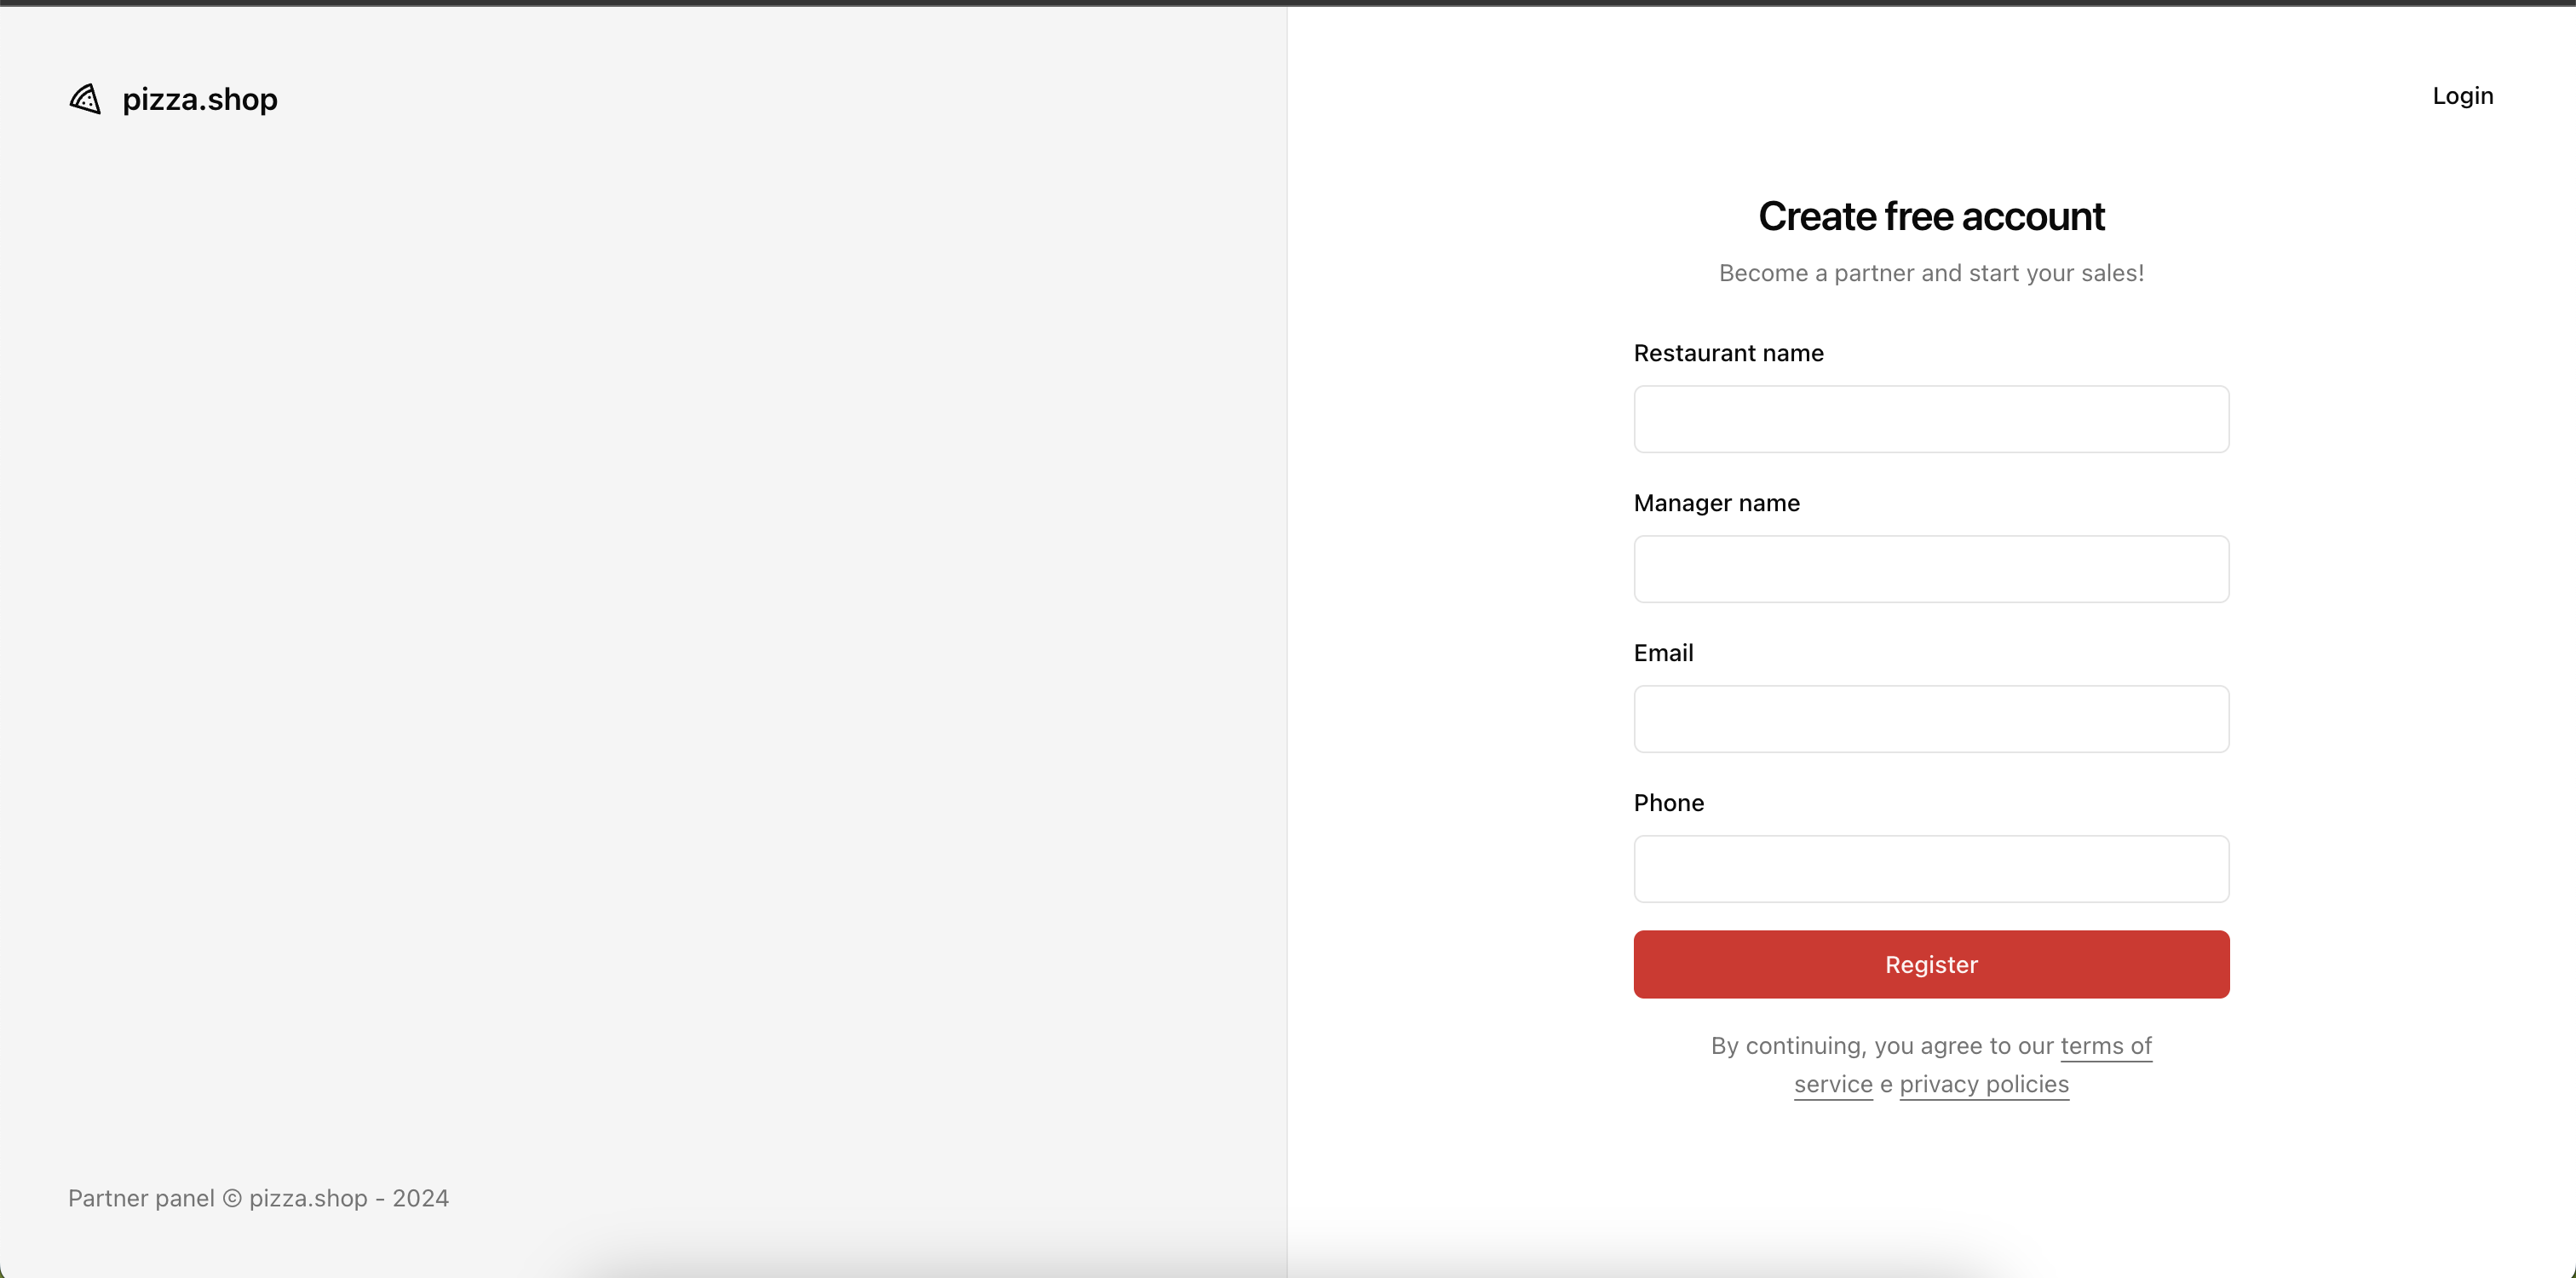 pizza.shop
Login
Create free account
Become a partner and start your sales!
Restaurant name
Manager name
Email
Phone
Register
By continuing, you agree to our terms of
service e privacy policies
Partner panel © pizza.shop - 2024